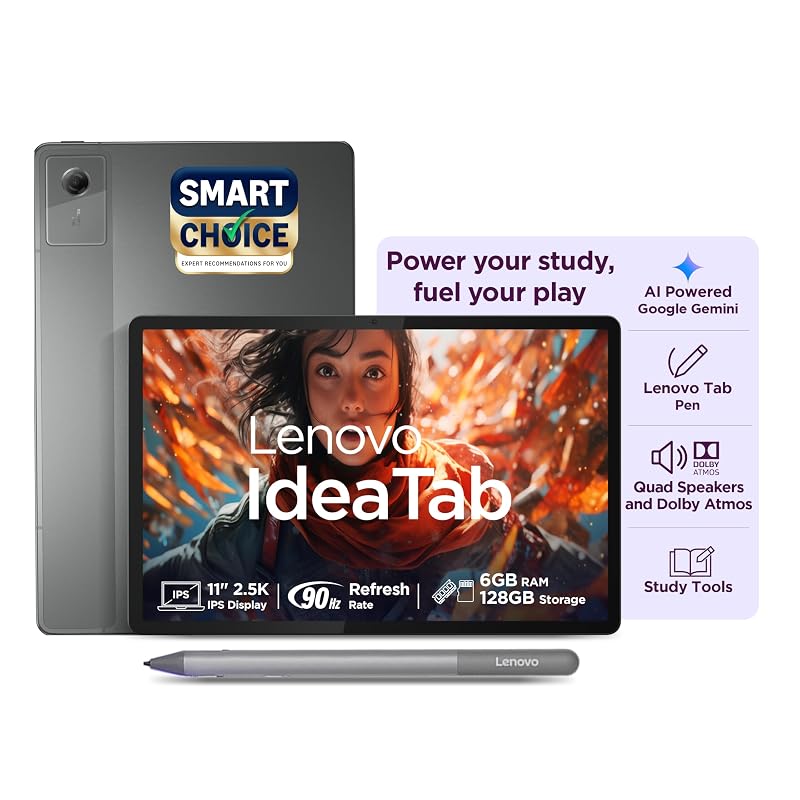 SMART
CHOICE
EXPERT RECOMMENDATIONS FOR YOU
Power your study,
fuel your play
AI Powered
Google Gemini
Lenovo Tab
Pen
DOLBY
ATMOS
Quad Speakers
and Dolby Atmos
Study Tools
Lenovo
IdeaTab
IPS
11" 2.5K
IPS Display
90Hz
Refresh
Rate
6GB RAM
128GB Storage
Lenovo